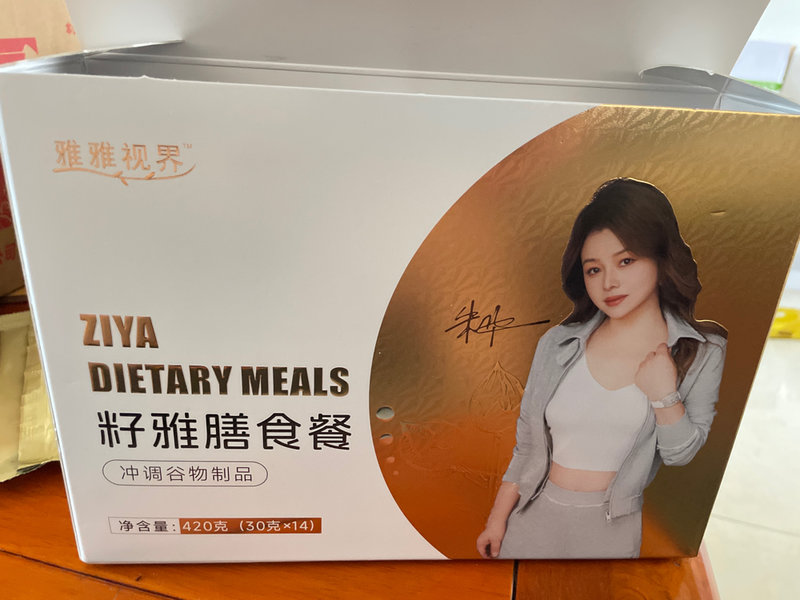 雅雅视界™
ZIYA
DIETARY MEALS
籽雅膳食餐
冲调谷物制品
净含量: 420克 (30克×14)